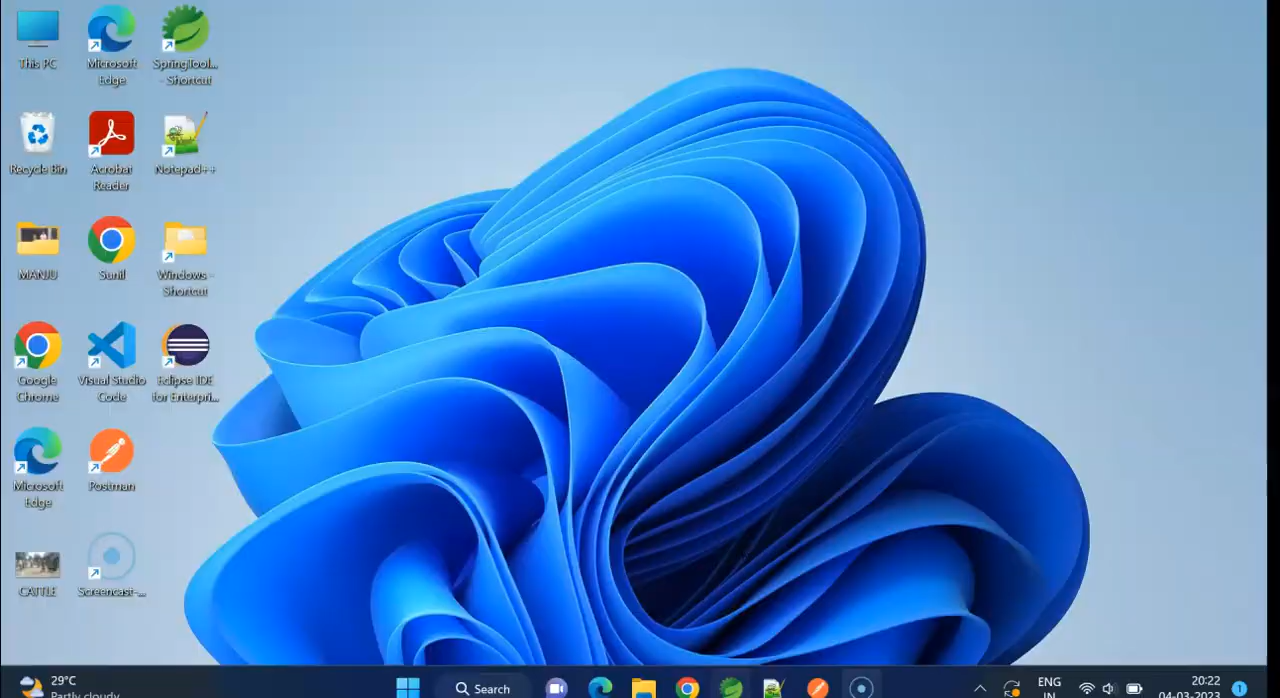 This PC
Microsoft
Edge
SpringTool...
- Shortcut
Recycle Bin
Acrobat
Reader
Notepad++
MANJU
Sunil
Windows -
Shortcut
Google
Chrome
Visual Studio
Code
Eclipse IDE
for Enterpri...
Microsoft
Edge
Postman
CATTLE
Screencast-...
29°C
Partly cloudy
Search
ENG
IN
20:22
04-03-2023
1